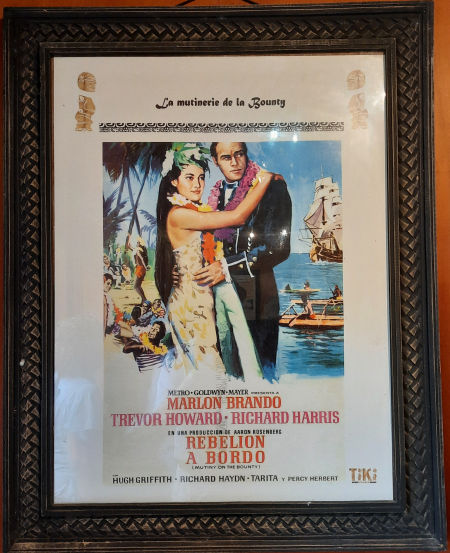 La mutinerie de la Bounty
METRO-GOLDWYN-MAYER PRESENTA A
MARLON BRANDO
TREVOR HOWARD · RICHARD HARRIS
EN UNA PRODUCCION DE AARON ROSENBERG
REBELION
A BORDO
(MUTINY ON THE BOUNTY)
CON
HUGH GRIFFITH · RICHARD HAYDN · TARITA Y PERCY HERBERT
TiKi